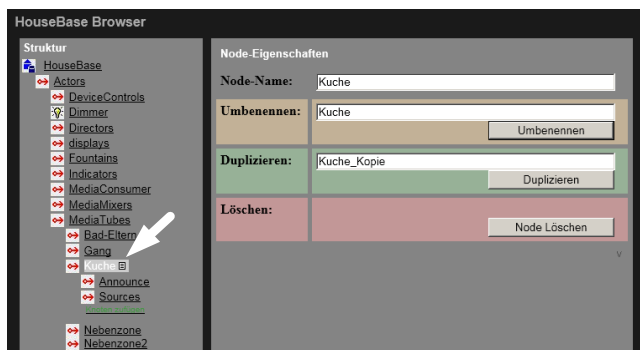 HouseBase Browser
Struktur
HouseBase
Actors
DeviceControls
Dimmer
Directors
displays
Fountains
Indicators
MediaConsumer
MediaMixers
MediaTubes
Bad-Eltern
Gang
Kuche
Announce
Sources
Nebenzone
Nebenzone2
Node-Eigenschaften
Node-Name: Kuche
Umbenennen: Kuche
Umbenennen
Duplizieren: Kuche_Kopie
Duplizieren
Löschen:
Node Löschen
v